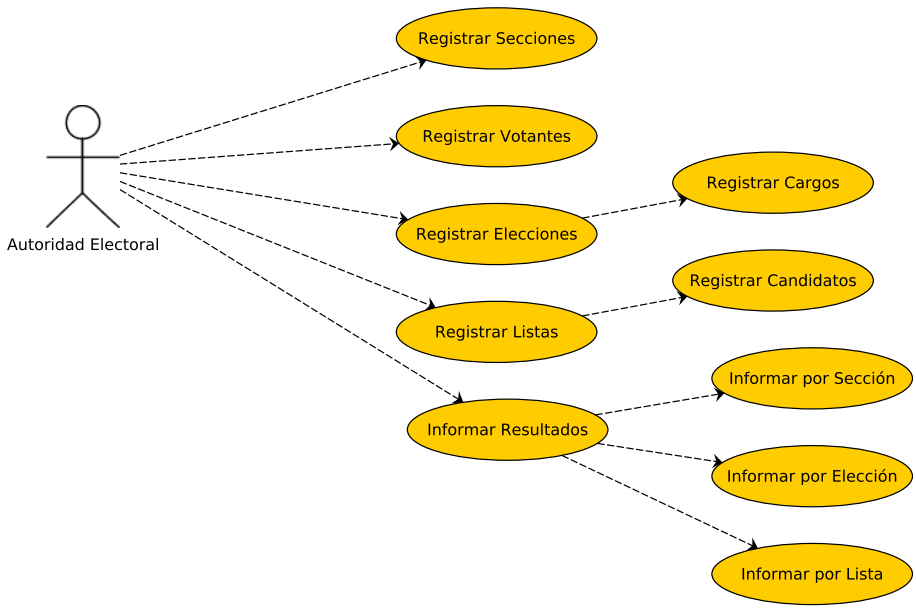 Registrar Secciones
Registrar Votantes
Registrar Cargos
Autoridad Electoral
Registrar Elecciones
Registrar Candidatos
Registrar Listas
Informar por Sección
Informar Resultados
Informar por Elección
Informar por Lista